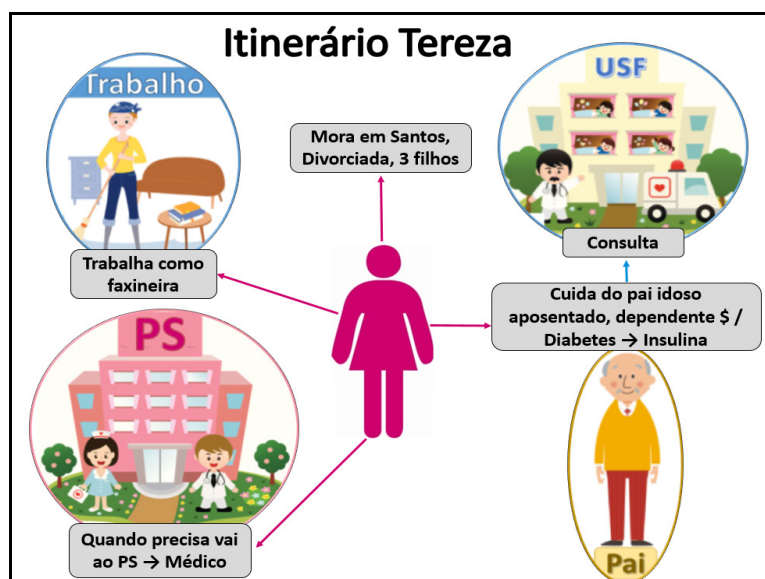 Itinerário Tereza
Trabalho
USF
Mora em Santos,
Divorciada, 3 filhos
Consulta
Trabalha como
faxineira
Cuida do pai idoso
aposentado, dependente $ /
Diabetes → Insulina
PS
Quando precisa vai
ao PS → Médico
Pai